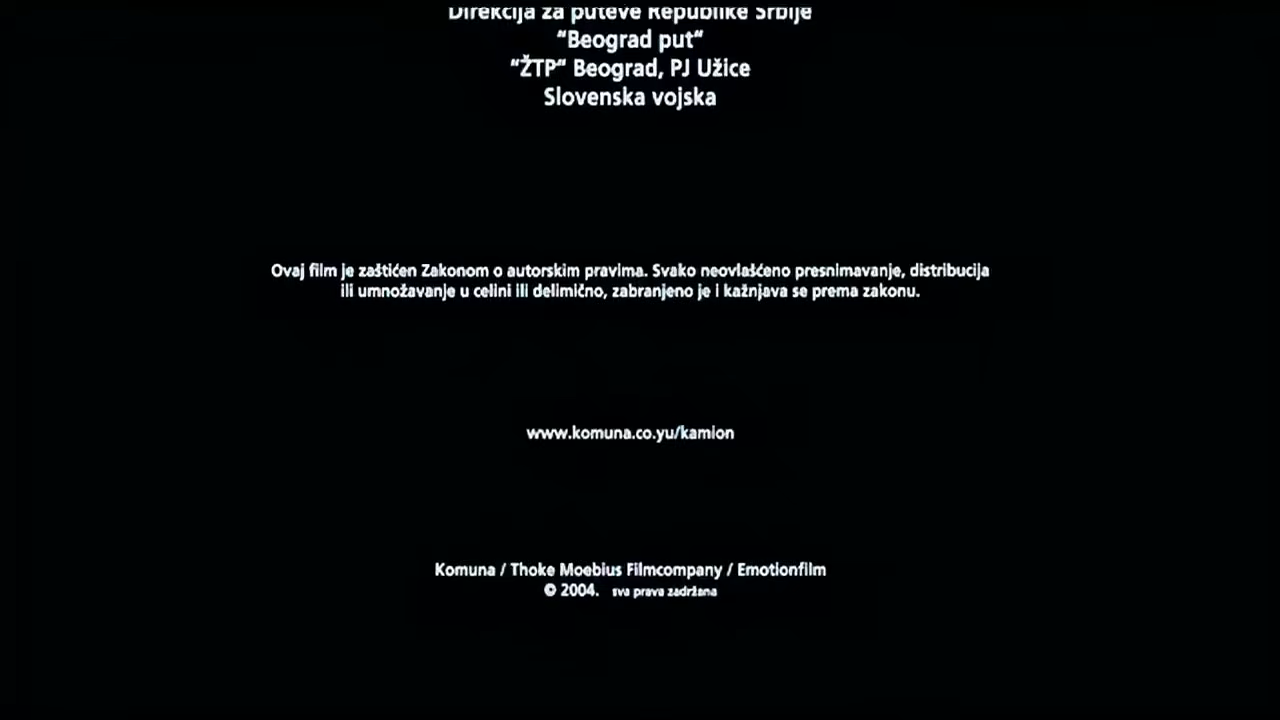 Direkcija za puteve Republike Srbije
“Beograd put“
“ŽTP“ Beograd, PJ Užice
Slovenska vojska
Ovaj film je zaštićen Zakonom o autorskim pravima. Svako neovlašćeno presnimavanje, distribucija
ili umnožavanje u celini ili delimično, zabranjeno je i kažnjava se prema zakonu.
www.komuna.co.yu/kamion
Komuna / Thoke Moebius Filmcompany / Emotionfilm
© 2004. sva prava zadržana